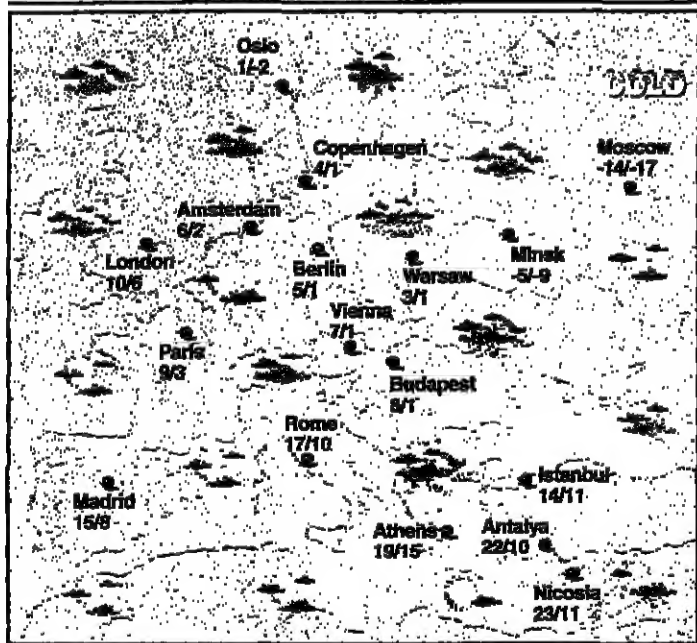 Oslo
1/-2
COLD
Copenhagen
4/1
Moscow
-14/-17
Amsterdam
6/2
London
10/6
Berlin
5/1
Warsaw
3/1
Minsk
-5/-9
Vienna
7/1
Paris
9/3
Budapest
8/1
Rome
17/10
Madrid
15/8
Istanbul
14/11
Athens
19/15
Antalya
22/10
Nicosia
23/11